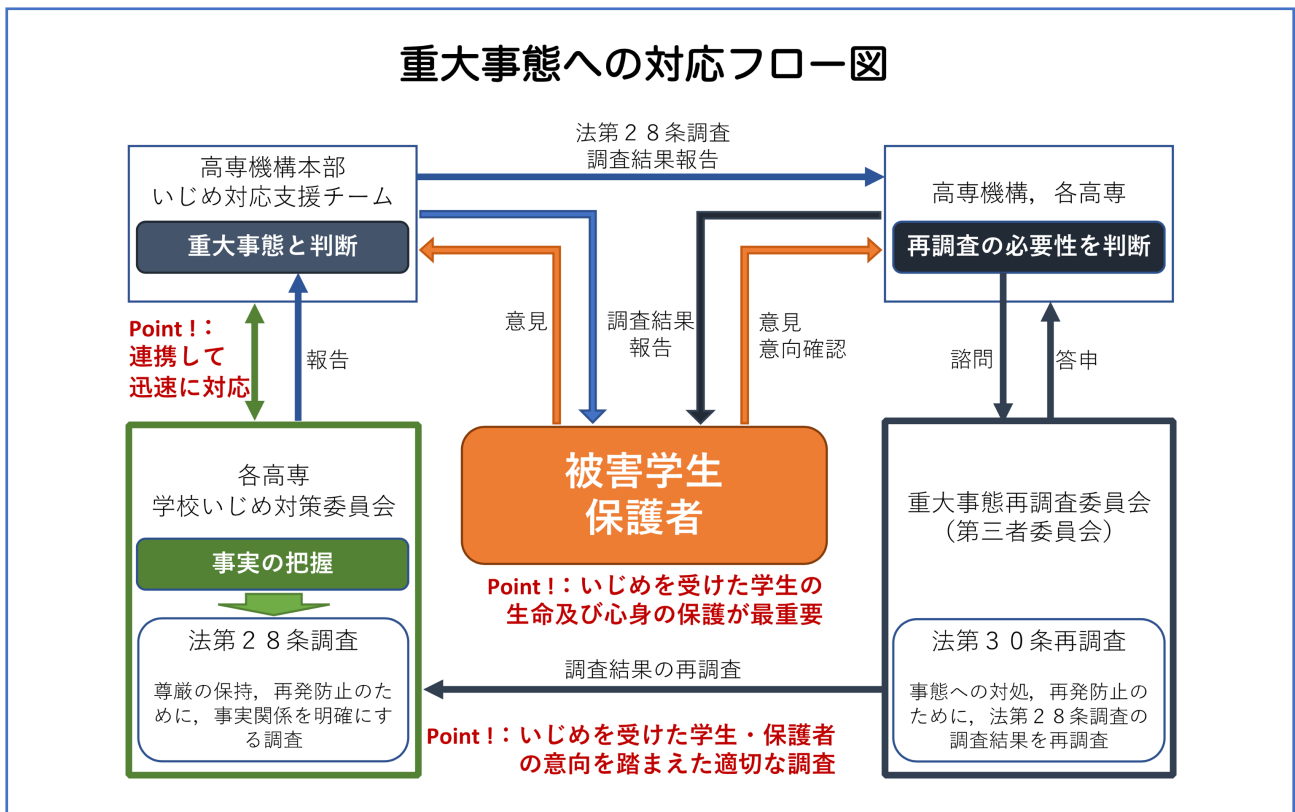 重大事態への対応フロー図
法第２８条調査
調査結果報告
高専機構本部
いじめ対応支援チーム
重大事態と判断
高専機構，各高専
再調査の必要性を判断
Point !：
連携して
迅速に対応
報告
意見
調査結果
報告
意見
意向確認
諮問
答申
各高専
学校いじめ対策委員会
事実の把握
法第２８条調査
尊厳の保持，再発防止のた
めに，事実関係を明確にす
る調査
被害学生
保護者
Point !：いじめを受けた学生の
生命及び心身の保護が最重要
重大事態再調査委員会
（第三者委員会）
法第３０条再調査
事態への対処，再発防止の
ために，法第２８条調査の
調査結果を再調査
調査結果の再調査
Point !：いじめを受けた学生・保護者
の意向を踏まえた適切な調査